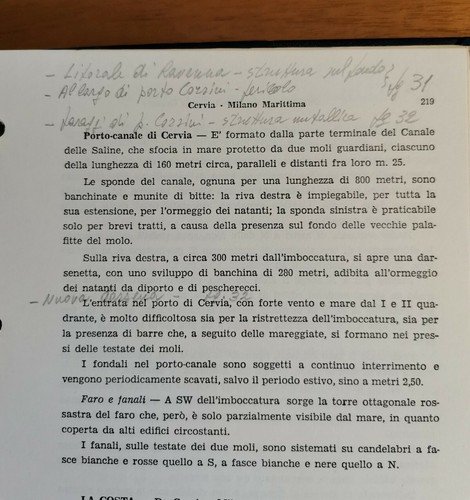 - Litorale di Ravenna - struttura sul fondo
- Al largo di porto Corsini - pericolo pg 31
Cervia - Milano Marittima 219
- paraggi di p. Corsini - struttura metallica pg 32
Porto-canale di Cervia — E' formato dalla parte terminale del Canale
delle Saline, che sfocia in mare protetto da due moli guardiani, ciascuno
della lunghezza di 160 metri circa, paralleli e distanti fra loro m. 25.
Le sponde del canale, ognuna per una lunghezza di 800 metri, sono
banchinate e munite di bitte: la riva destra è impiegabile, per tutta la
sua estensione, per l'ormeggio dei natanti; la sponda sinistra è praticabile
solo per brevi tratti, a causa della presenza sul fondo delle vecchie pala-
fitte del molo.
Sulla riva destra, a circa 300 metri dall'imboccatura, si apre una dar-
senetta, con uno sviluppo di banchina di 280 metri, adibita all'ormeggio
dei natanti da diporto e di pescherecci.
- Nuova darsena - pg. 32
L'entrata nel porto di Cervia, con forte vento e mare dal I e II qua-
drante, è molto difficoltosa sia per la ristrettezza dell'imboccatura, sia per
la presenza di barre che, a seguito delle mareggiate, si formano nei pres-
si delle testate dei moli.
I fondali nel porto-canale sono soggetti a continuo interrimento e
vengono periodicamente scavati, salvo il periodo estivo, sino a metri 2,50.
Faro e fanali — A SW dell'imboccatura sorge la torre ottagonale ros-
sastra del faro che, però, è solo parzialmente visibile dal mare, in quanto
coperta da alti edifici circostanti.
I fanali, sulle testate dei due moli, sono sistemati su candelabri a fa-
sce bianche e rosse quello a S, a fasce bianche e nere quello a N.